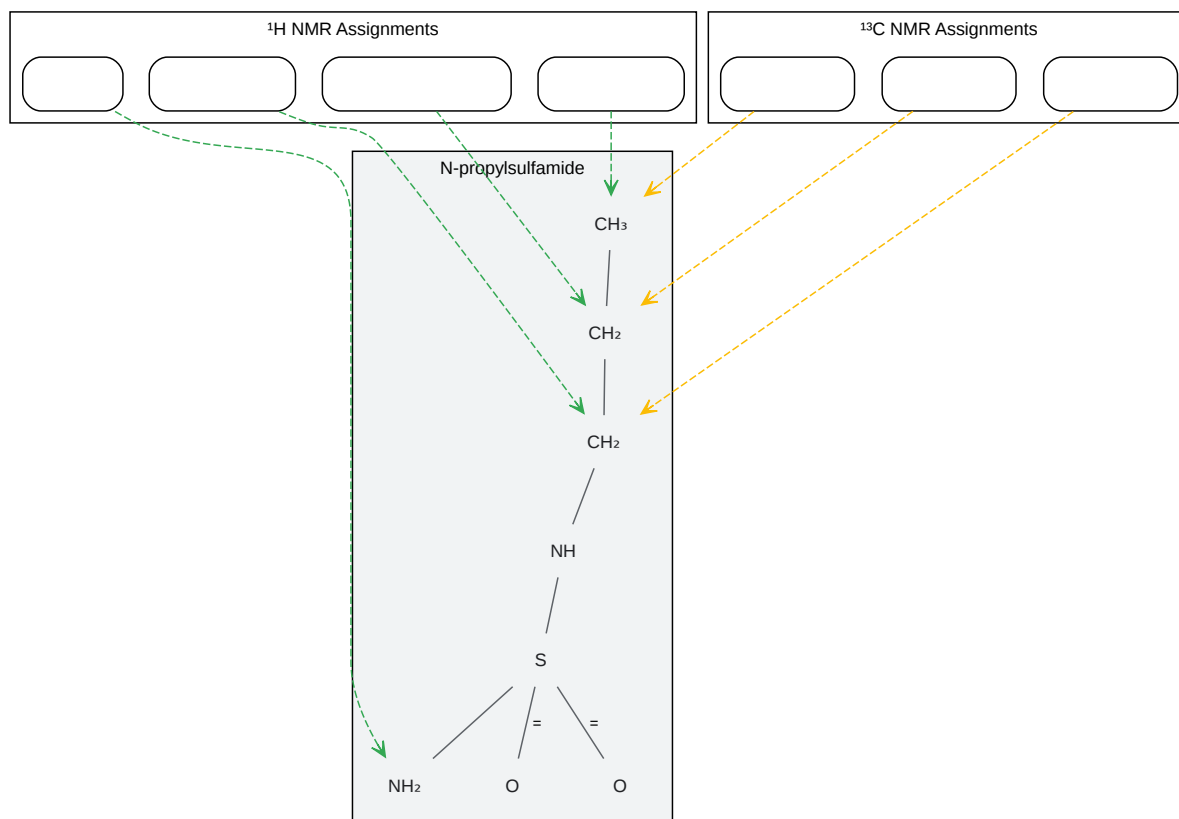 ¹H NMR Assignments
¹³C NMR Assignments
N-propylsulfamide
CH₃
CH₂
CH₂
NH
S
= =
NH₂ O O